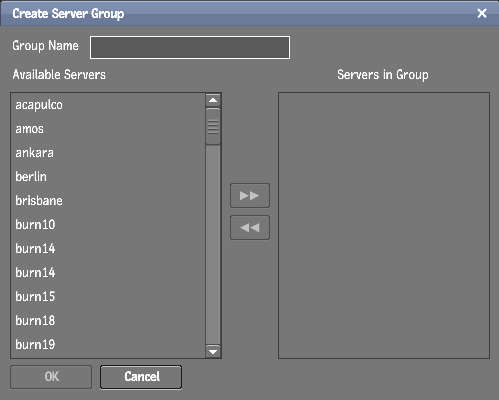 Create Server Group
Group Name
Available Servers
Servers in Group
acapulco
amos
ankara
berlin
brisbane
burn10
burn14
burn14
burn15
burn18
burn19
OK
Cancel